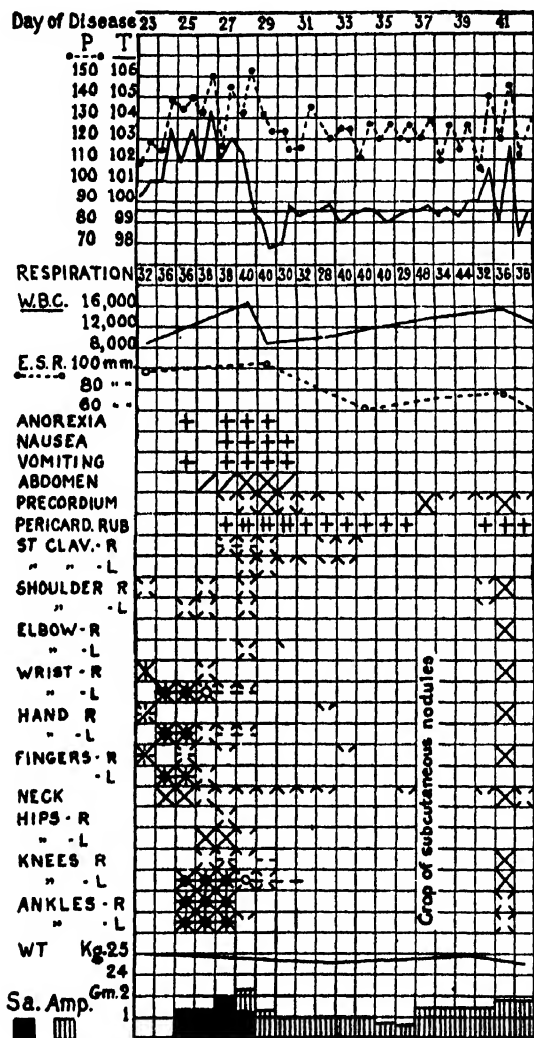 Day of Disease 23 25 27 29 31 33 35 37 39 41
P T
150 106
140 105
130 104
120 103
110 102
100 101
90 100
80 99
70 98
RESPIRATION 32 36 36 38 38 40 40 30 32 28 40 40 40 29 48 34 44 32 36 38
W.B.C. 16,000
12,000
8,000
E.S.R. 100 mm
80 " "
60 " "
ANOREXIA + + + +
NAUSEA + + + +
VOMITING + + + + +
ABDOMEN
PRECORDIUM
PERICARD. RUB
ST CLAV. - R
" " - L
SHOULDER R
" - L
ELBOW - R
" - L
WRIST - R
" - L
HAND R
" - L
FINGERS - R
- L
NECK
HIPS - R
" - L
KNEES R
" - L
ANKLES - R
" - L
Crop of subcutaneous nodules
WT Kg. 25
24
Gm. 2
Sa. Amp. 1